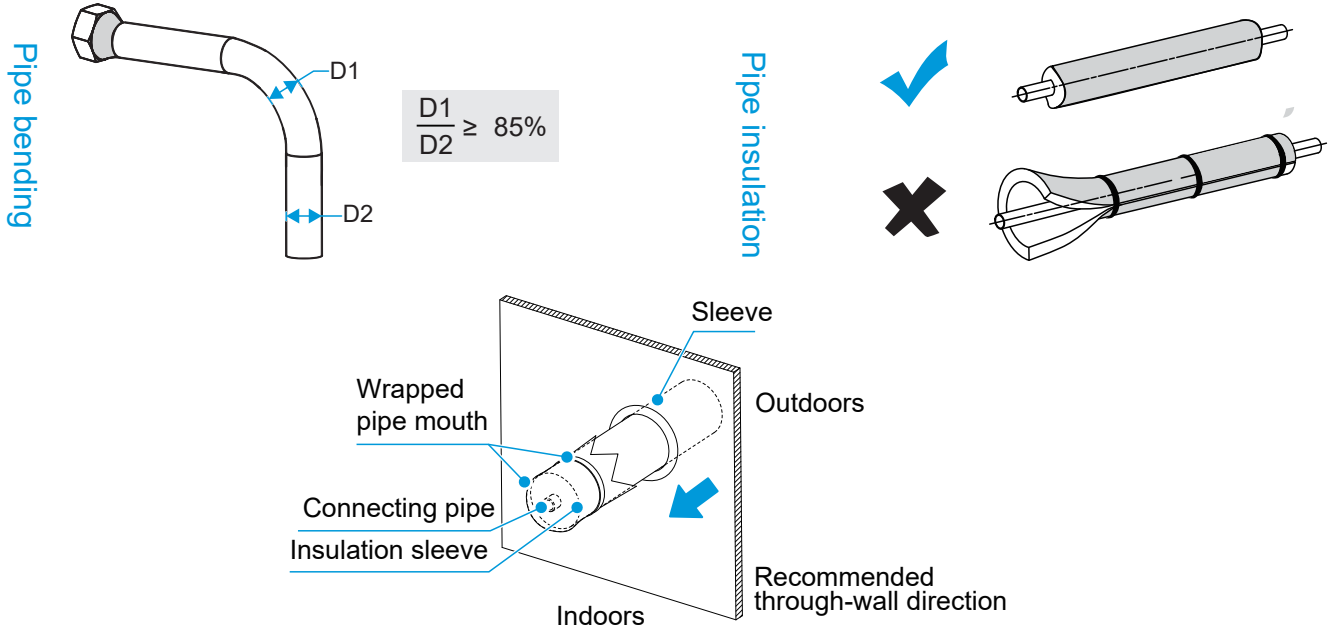 Pipe bending
D1
D1
D2
≥ 85%
D2
Pipe insulation
Sleeve
Wrapped
pipe mouth
Outdoors
Connecting pipe
Insulation sleeve
Recommended
through-wall direction
Indoors